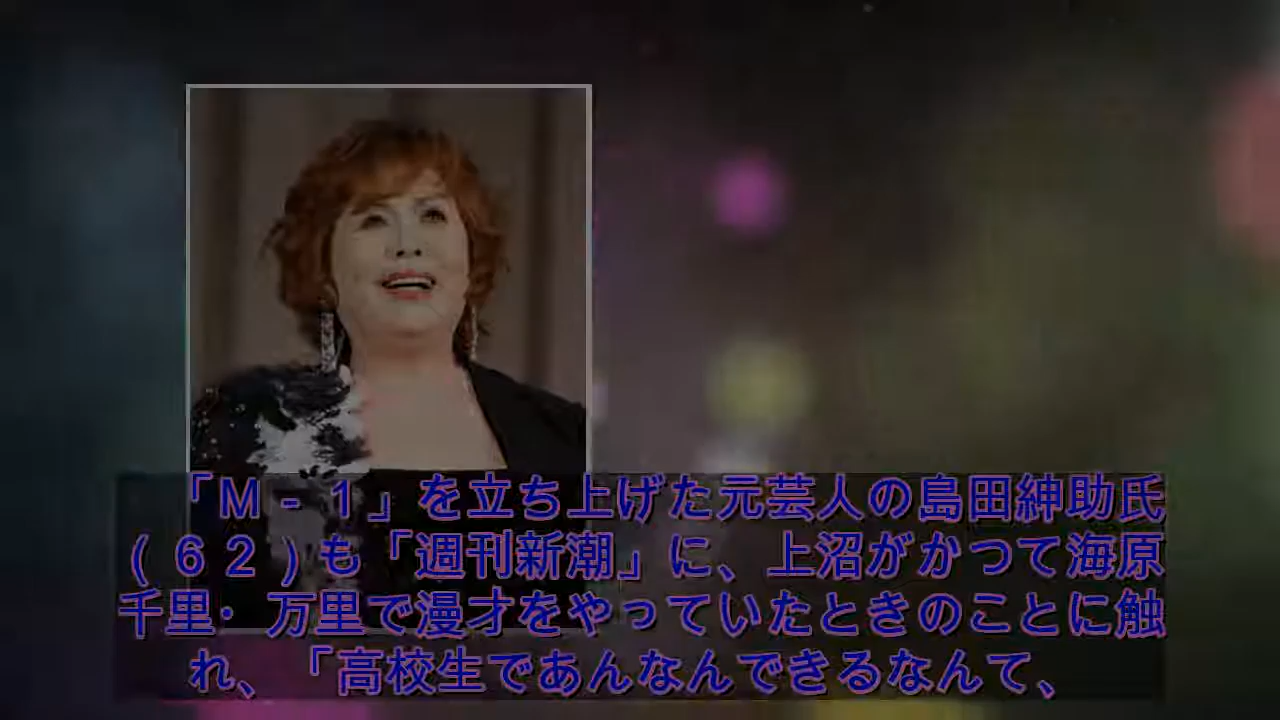 「Ｍ－１」を立ち上げた元芸人の島田紳助氏
(６２)も「週刊新潮」に、上沼がかつて海原
千里・万里で漫才をやっていたときのことに触
れ、「高校生であんなんできるなんて、